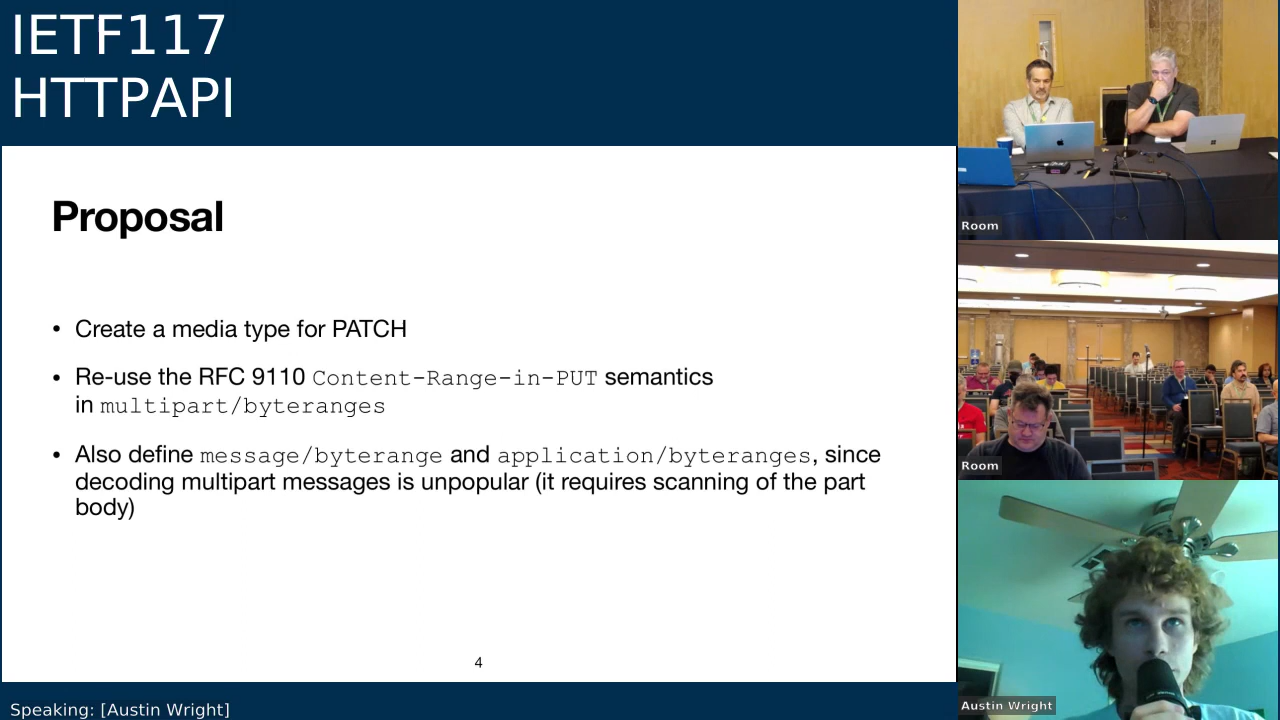 IETF117
HTTPAPI
Proposal
• Create a media type for PATCH
• Re-use the RFC 9110 Content-Range-in-PUT semantics
in multipart/byteranges
• Also define message/byterange and application/byteranges, since
decoding multipart messages is unpopular (it requires scanning of the part
body)
4
Speaking: [Austin Wright]
Room
Room
Austin Wright